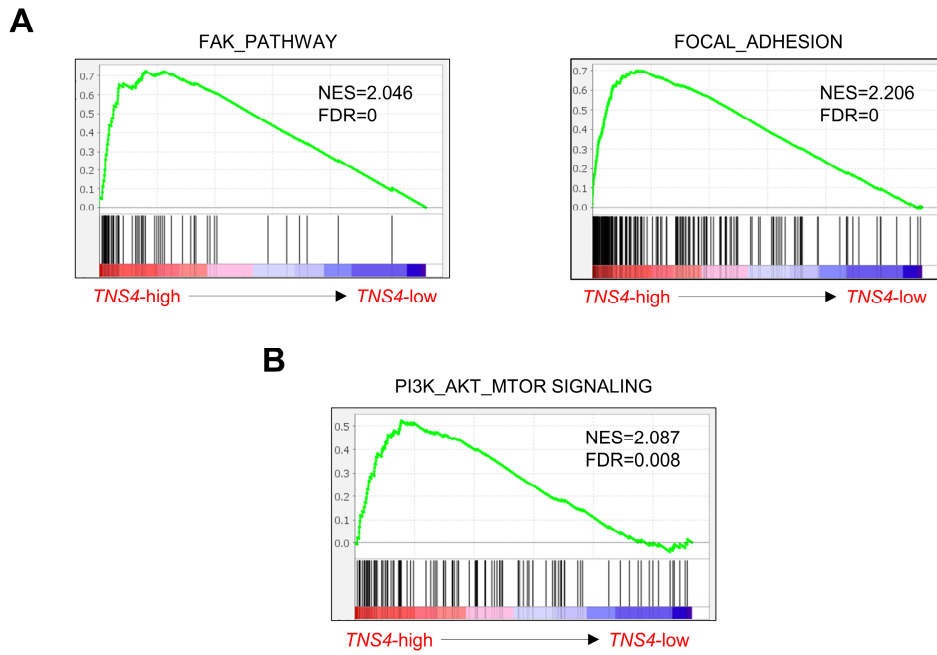 A
FAK_PATHWAY
0.7
0.6
0.5
0.4
0.3
0.2
0.1
0.0
NES=2.046
FDR=0
TNS4-high
TNS4-low
FOCAL_ADHESION
0.7
0.6
0.5
0.4
0.3
0.2
0.1
0.0
NES=2.206
FDR=0
TNS4-high
TNS4-low
B
PI3K_AKT_MTOR SIGNALING
0.5
0.4
0.3
0.2
0.1
0.0
NES=2.087
FDR=0.008
TNS4-high
TNS4-low